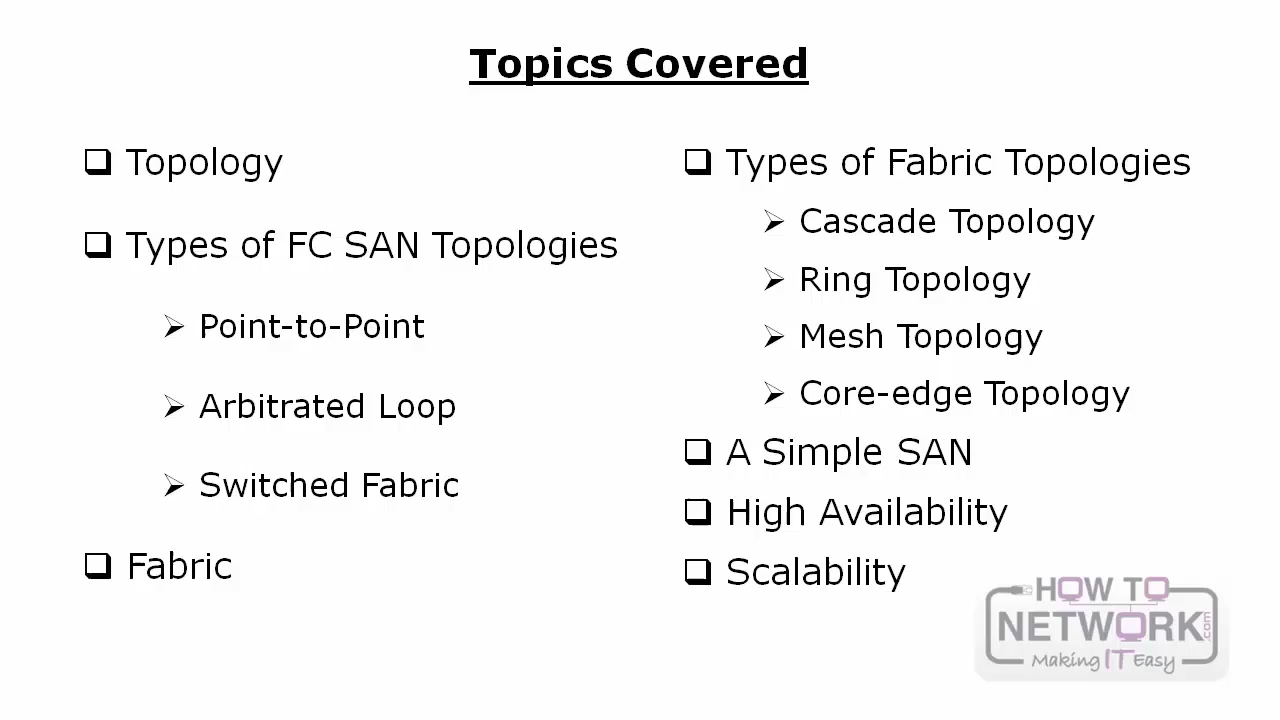 Topics Covered
Topology
Types of FC SAN Topologies
Point-to-Point
Arbitrated Loop
Switched Fabric
Fabric
Types of Fabric Topologies
Cascade Topology
Ring Topology
Mesh Topology
Core-edge Topology
A Simple SAN
High Availability
Scalability
HOW TO
NETWORK.com
Making IT Easy